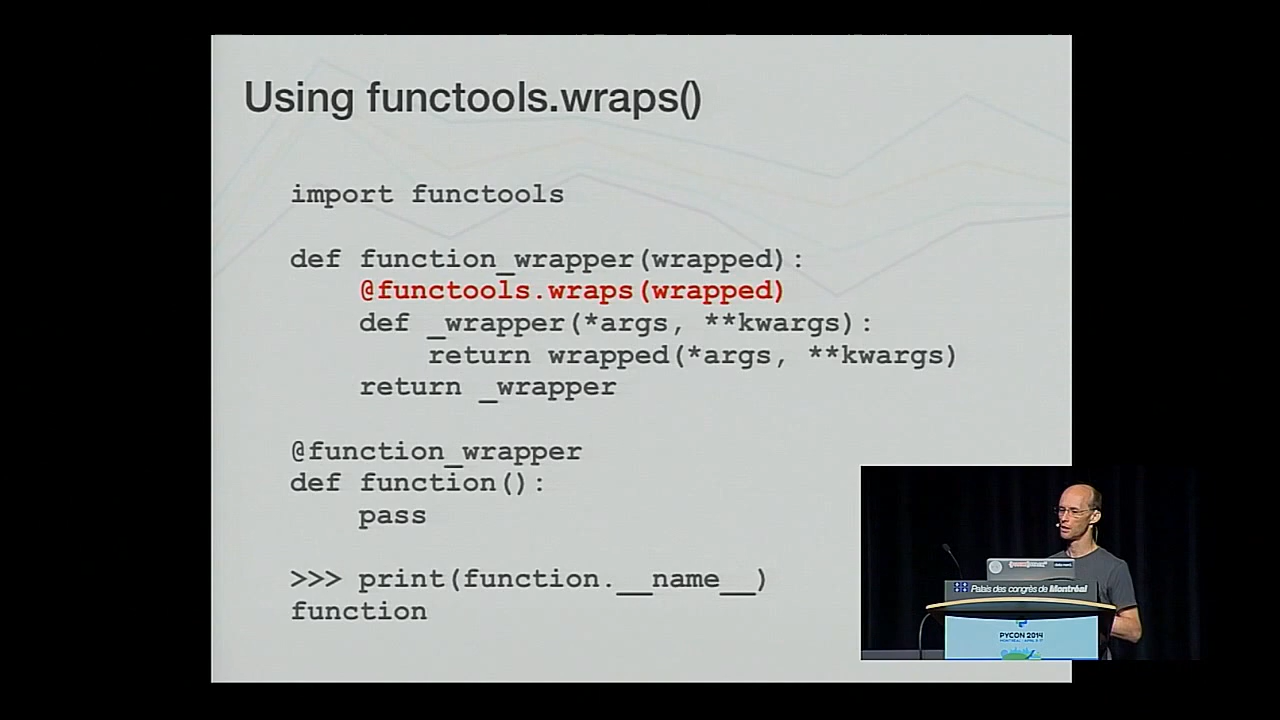 Using functools.wraps()
import functools
def function_wrapper(wrapped):
    @functools.wraps(wrapped)
    def _wrapper(*args, **kwargs):
        return wrapped(*args, **kwargs)
    return _wrapper
@function_wrapper
def function():
    pass
>>> print(function.__name__)
function
Palais des congrès de Montréal
PYCON 2014